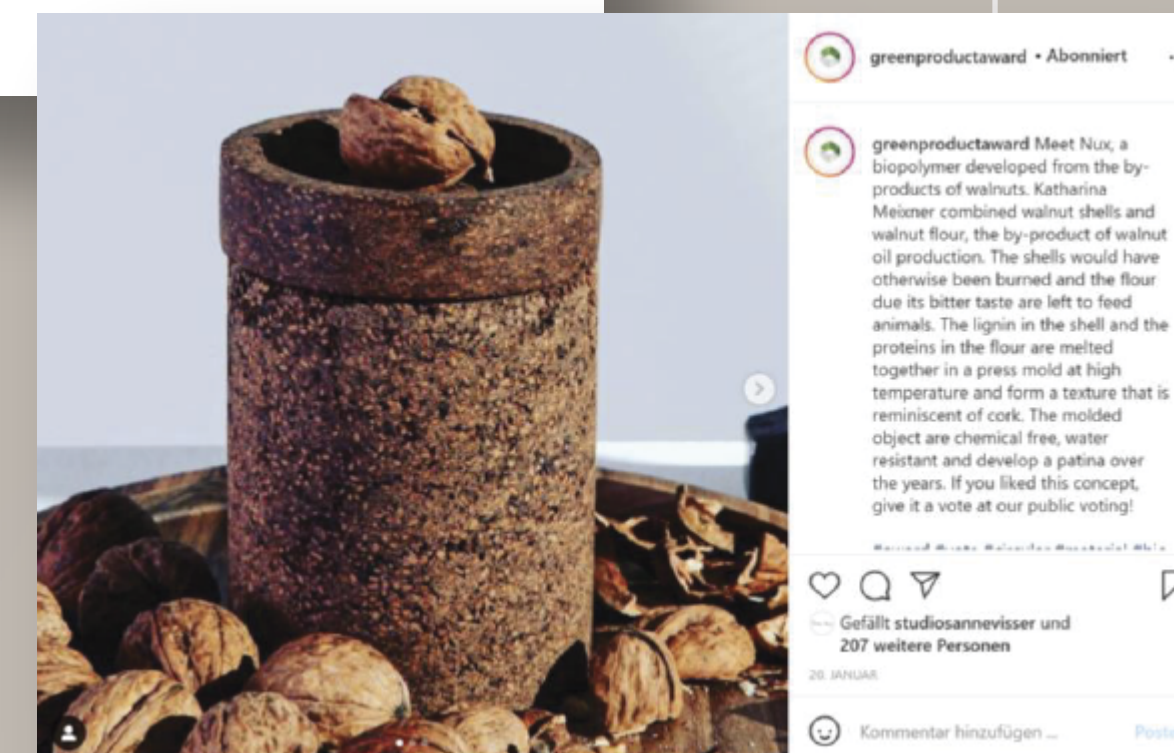 greenproductaward • Abonniert
greenproductaward Meet Nux, a
biopolymer developed from the by-
products of walnuts. Katharina
Meixner combined walnut shells and
walnut flour, the by-product of walnut
oil production. The shells would have
otherwise been burned and the flour
due its bitter taste are left to feed
animals. The lignin in the shell and the
proteins in the flour are melted
together in a press mold at high
temperature and form a texture that is
reminiscent of cork. The molded
object are chemical free, water
resistant and develop a patina over
the years. If you liked this concept,
give it a vote at our public voting!
Gefällt studiosannevisser und
207 weitere Personen
20. JANUAR
Kommentar hinzufügen ...